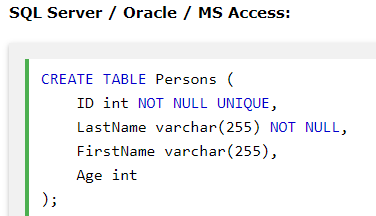 SQL Server / Oracle / MS Access:
CREATE TABLE Persons (
    ID int NOT NULL UNIQUE,
    LastName varchar(255) NOT NULL,
    FirstName varchar(255),
    Age int
);